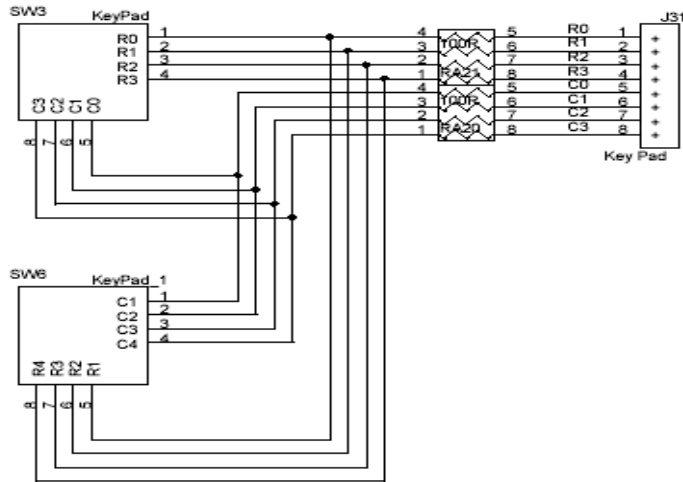 SW3 KeyPad J31
R0 1 4 5 R0 1
R1 2 3 100R 6 R1 2
R2 3 2 7 R2 3
R3 4 1 RA21 8 R3 4
4 5 C0 5
C3 C2 C1 C0 3 100R 6 C1 6
2 7 C2 7
8 7 6 5 1 RA20 8 C3 8
Key Pad
SW6 KeyPad_1
C1 1
C2 2
C3 3
C4 4
R4 R3 R2 R1
8 7 6 5